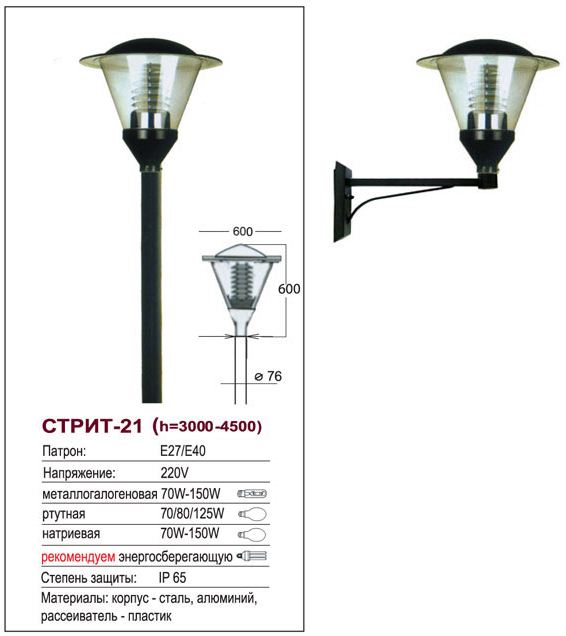 600
600
⌀ 76
СТРИТ-21 (h=3000-4500)
Патрон: E27/E40
Напряжение: 220V
металлогалогеновая 70W-150W
ртутная 70/80/125W
натриевая 70W-150W
рекомендуем энергосберегающую
Степень защиты: IP 65
Материалы: корпус - сталь, алюминий,
рассеиватель - пластик